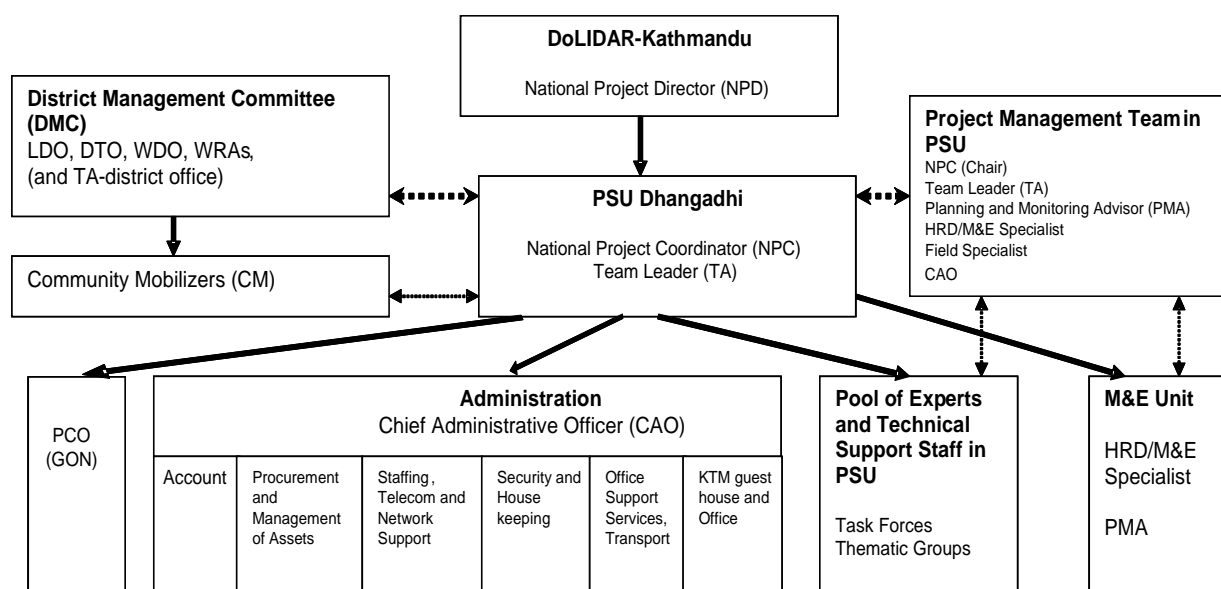 DoLIDAR-Kathmandu
National Project Director (NPD)
District Management Committee
(DMC)
LDO, DTO, WDO, WRAs,
(and TA-district office)
Project Management Team in
PSU
NPC (Chair)
Team Leader (TA)
Planning and Monitoring Advisor (PMA)
HRD/M&E Specialist
Field Specialist
CAO
PSU Dhangadhi
National Project Coordinator (NPC)
Team Leader (TA)
Community Mobilizers (CM)
PCO
(GON)
Administration
Chief Administrative Officer (CAO)
Account
Procurement
and
Management
of Assets
Staffing,
Telecom and
Network
Support
Security and
House
keeping
Office
Support
Services,
Transport
KTM guest
house and
Office
Pool of Experts
and Technical
Support Staff in
PSU
Task Forces
Thematic Groups
M&E Unit
HRD/M&E
Specialist
PMA